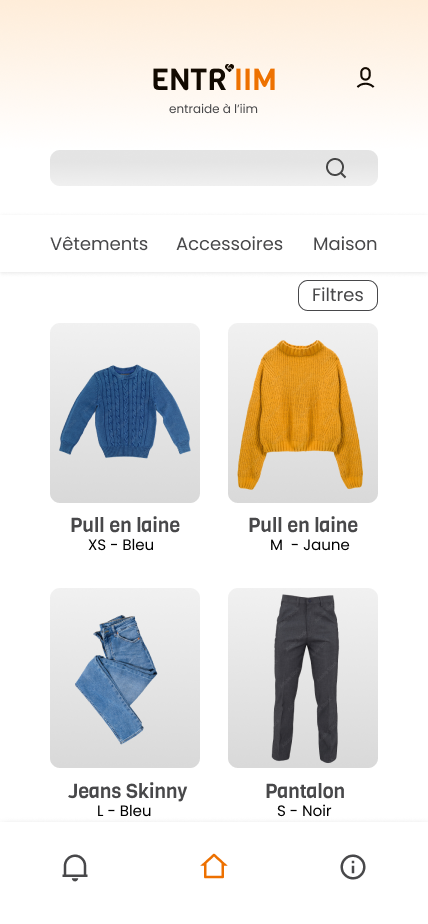 ENTR'IIM
entraide à l'iim
Vêtements Accessoires Maison
Filtres
Pull en laine Pull en laine
XS - Bleu M - Jaune
Jeans Skinny Pantalon
L - Bleu S - Noir